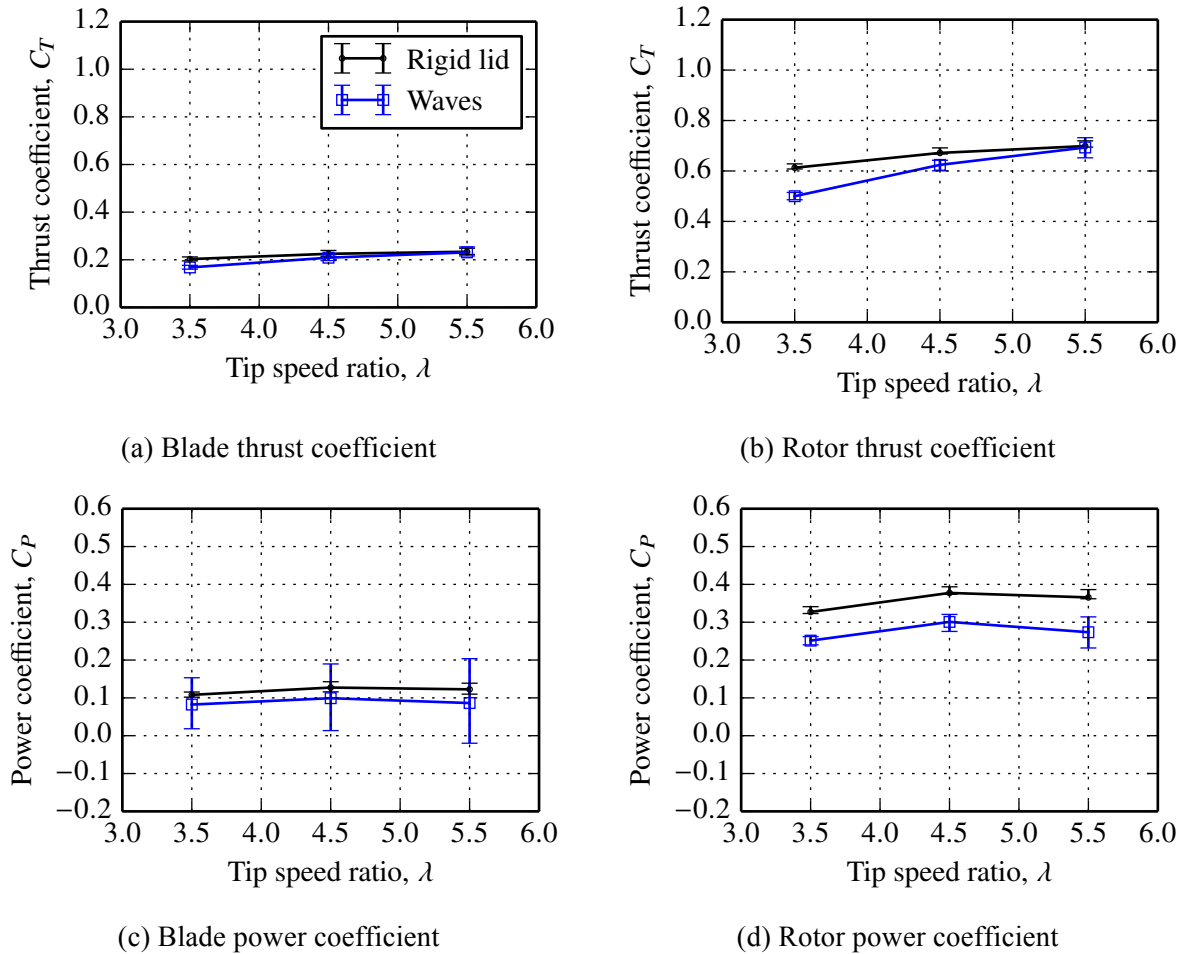 1.2
1.0
0.8
0.6
0.4
0.2
0.0
Thrust coefficient, C_T
Rigid lid
Waves
3.0 3.5 4.0 4.5 5.0 5.5 6.0
Tip speed ratio, λ
(a) Blade thrust coefficient
1.2
1.0
0.8
0.6
0.4
0.2
0.0
Thrust coefficient, C_T
3.0 3.5 4.0 4.5 5.0 5.5 6.0
Tip speed ratio, λ
(b) Rotor thrust coefficient
0.6
0.5
0.4
0.3
0.2
0.1
0.0
−0.1
−0.2
Power coefficient, C_P
3.0 3.5 4.0 4.5 5.0 5.5 6.0
Tip speed ratio, λ
(c) Blade power coefficient
0.6
0.5
0.4
0.3
0.2
0.1
0.0
−0.1
−0.2
Power coefficient, C_P
3.0 3.5 4.0 4.5 5.0 5.5 6.0
Tip speed ratio, λ
(d) Rotor power coefficient